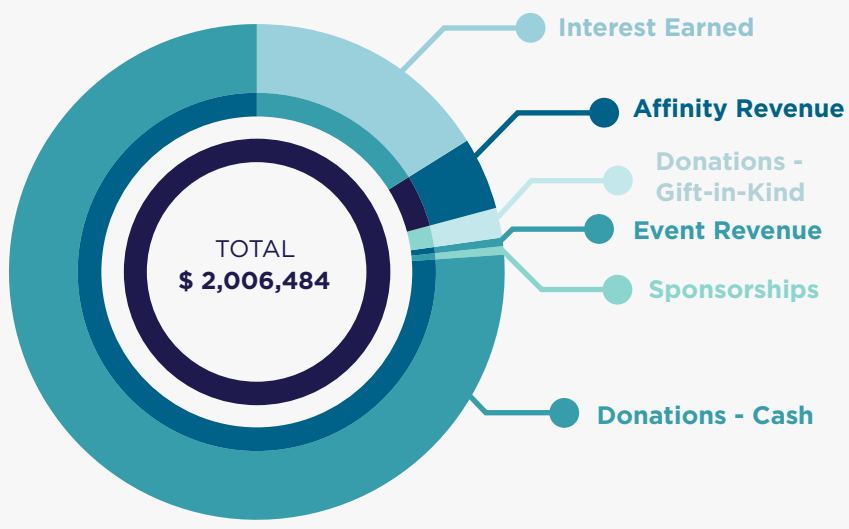 Interest Earned
Affinity Revenue
Donations -
Gift-in-Kind
Event Revenue
Sponsorships
Donations - Cash
TOTAL
$ 2,006,484